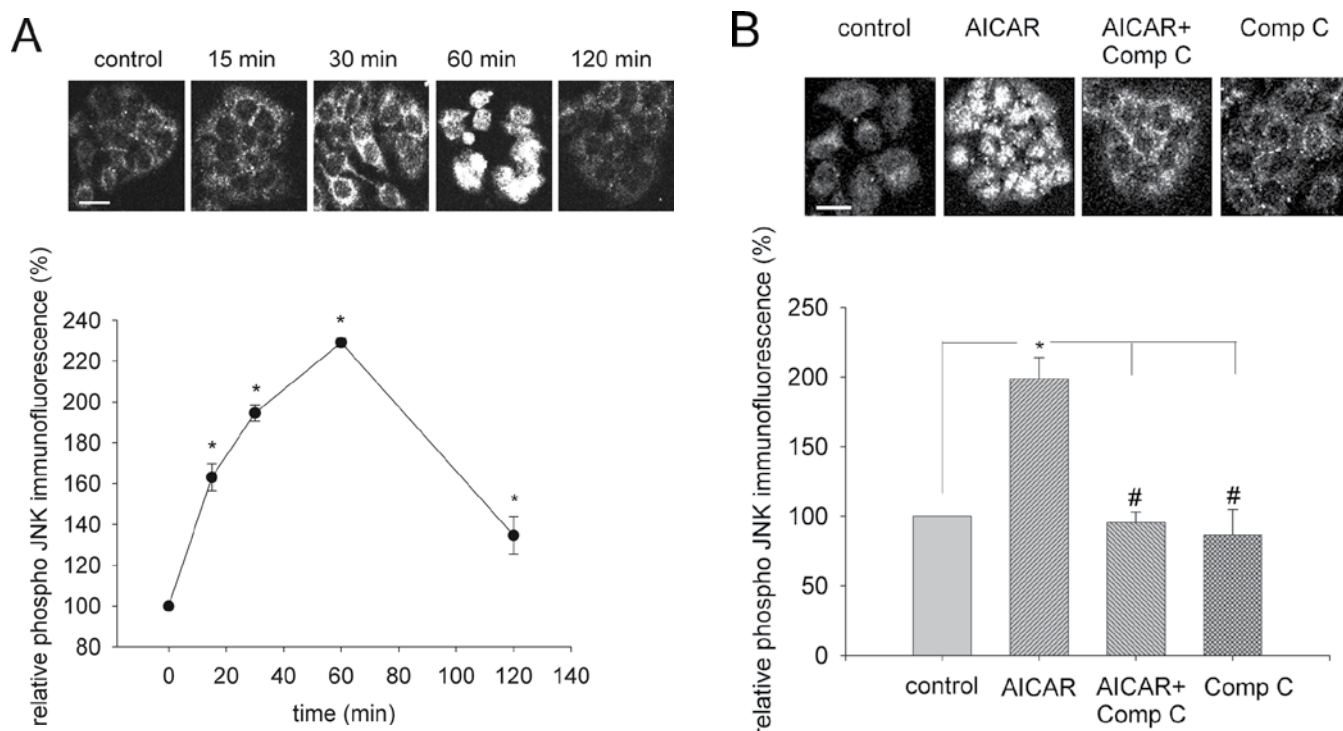 A
control 15 min 30 min 60 min 120 min
relative phospho JNK immunofluorescence (%)
240
220
200
180
160
140
120
100
80
* * * *
0 20 40 60 80 100 120 140
time (min)
B
control AICAR AICAR+ Comp C
Comp C
relative phospho JNK immunofluorescence (%)
250
200
150
100
50
0
*
# #
control AICAR AICAR+ Comp C
Comp C